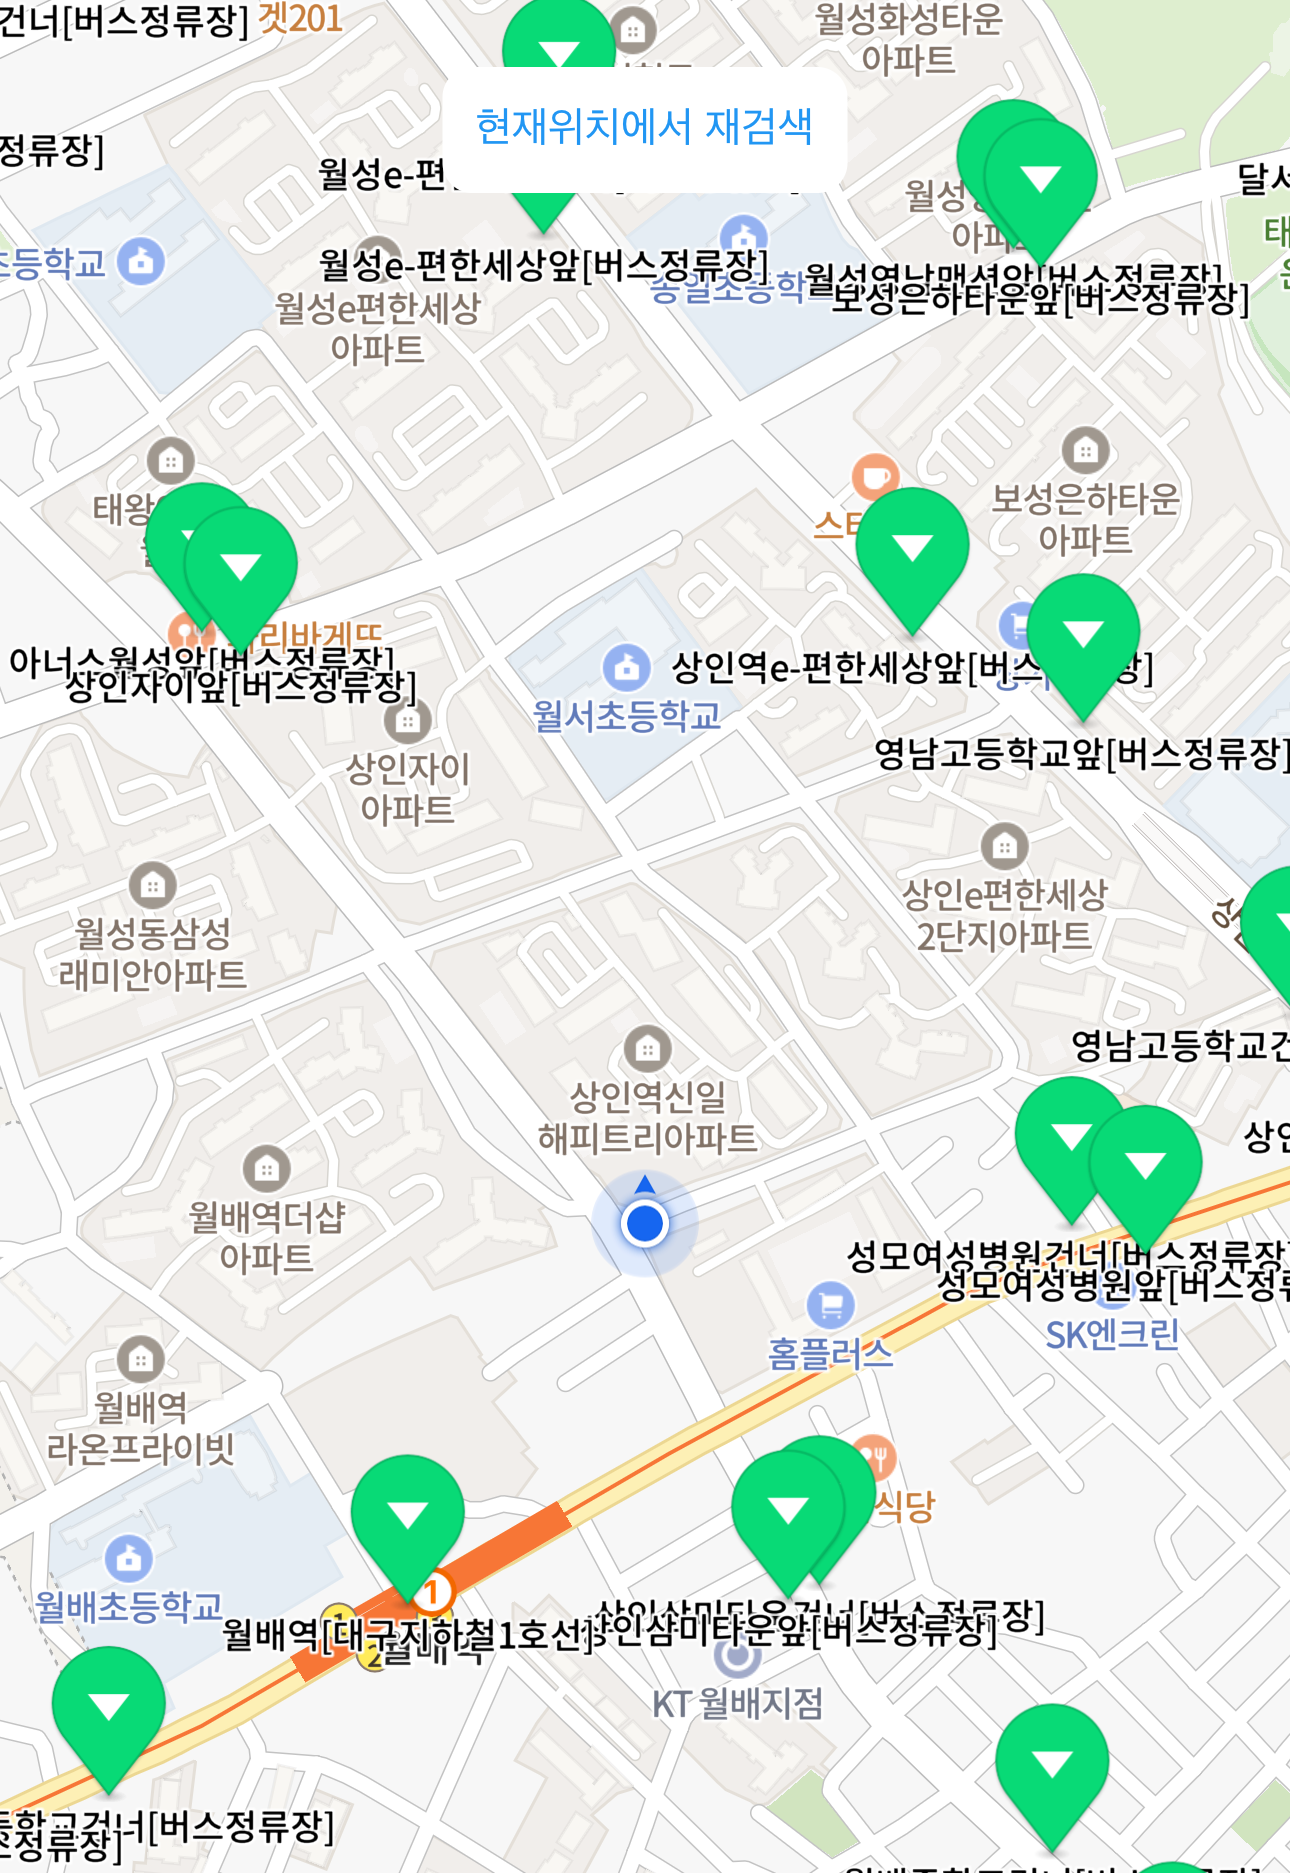 건너[버스정류장]
겟201
월성화성타운
아파트
현재위치에서 재검색
정류장]
월성e-편
달서
초등학교
월성e-편한세상앞[버스정류장]
월성영남맨션앞[버스정류장]
보성은하타운앞[버스정류장]
월성e편한세상
아파트
태왕
보성은하타운
아파트
파리바게뜨
아너스월성앞[버스정류장]
상인자이앞[버스정류장]
상인역e-편한세상앞[버스 장]
월서초등학교
영남고등학교앞[버스정류장]
상인자이
아파트
상인e편한세상
2단지아파트
월성동삼성
래미안아파트
영남고등학교건
상인역신일
해피트리아파트
상인
월배역더샵
아파트
성모여성병원건너[버스정류장]
성모여성병원앞[버스정류
SK엔크린
홈플러스
월배역
라온프라이빗
식당
1
1
월배초등학교
월배역[대구지하철1호선]
2
월배역
상인삼미타운건너[버스정류장]
상인삼미타운앞[버스정류장]
KT 월배지점
등학교건너[버스정류장]
정류장]